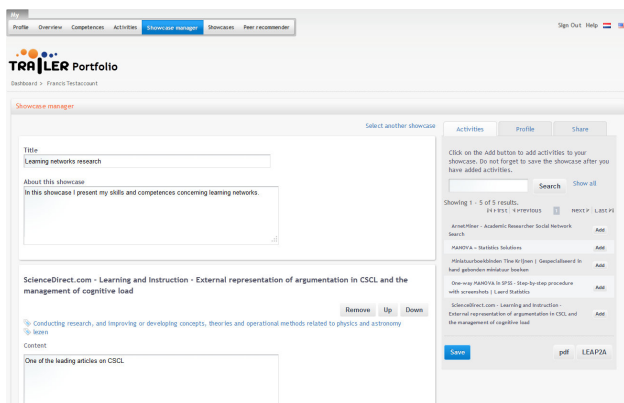 My
Profile Overview Competences Activities Showcase manager Showcases Peer recommender
Sign Out Help
TRAILER Portfolio
Dashboard > Francis Testaccount
Showcase manager
Select another showcase
Title
Learning networks research
About this showcase
In this showcase I present my skills and competences concerning learning networks.
ScienceDirect.com - Learning and Instruction - External representation of argumentation in CSCL and the
management of cognitive load
Remove Up Down
Conducting research, and improving or developing concepts, theories and operational methods related to physics and astronomy
lezen
Content
One of the leading articles on CSCL
Activities Profile Share
Click on the Add button to add activities to your
showcase. Do not forget to save the showcase after you
have added activities.
Search Show all
Showing 1 - 5 of 5 results.
First Previous Next Last
ArnetMiner - Academic Researcher Social Network
Search
Add
MANOVA - Statistics Solutions
Add
Miniatuurboekbinden Tine Krijnen | Gespecialiseerd in
hand gebonden miniatuur boeken
Add
One-way MANOVA in SPSS - Step-by-step procedure
with screenshots | Laerd Statistics
Add
ScienceDirect.com - Learning and Instruction -
External representation of argumentation in CSCL and
the management of cognitive load
Add
Save pdf LEAP2A